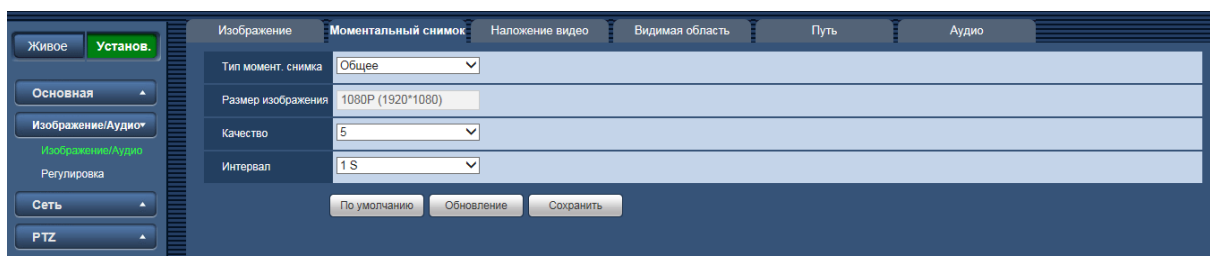 Живое
Установ.
Основная
Изображение/Аудио
Изображение/Аудио
Регулировка
Сеть
PTZ
Изображение
Моментальный снимок
Наложение видео
Видимая область
Путь
Аудио
Тип момент. снимка
Общее
Размер изображения
1080P (1920*1080)
Качество
5
Интервал
1 S
По умолчанию
Обновление
Сохранить